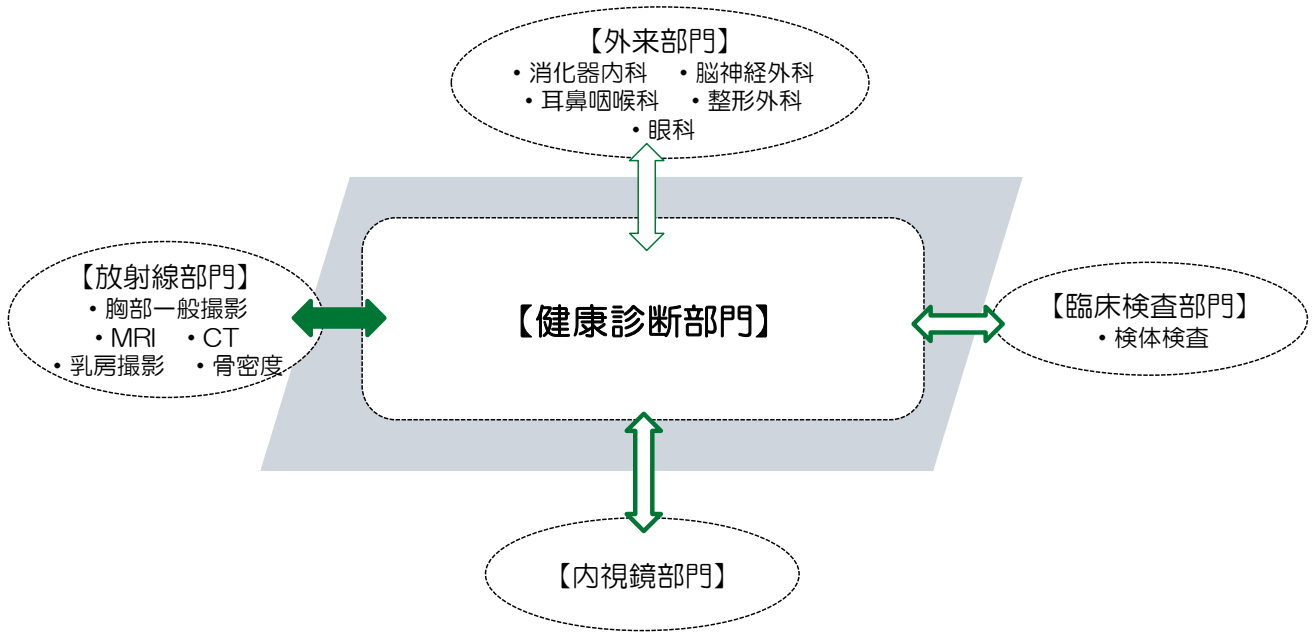 【外来部門】
・消化器内科 ・脳神経外科
・耳鼻咽喉科 ・整形外科
・眼科
【放射線部門】
・胸部一般撮影
・MRI ・CT
・乳房撮影 ・骨密度
【健康診断部門】
【臨床検査部門】
・検体検査
【内視鏡部門】